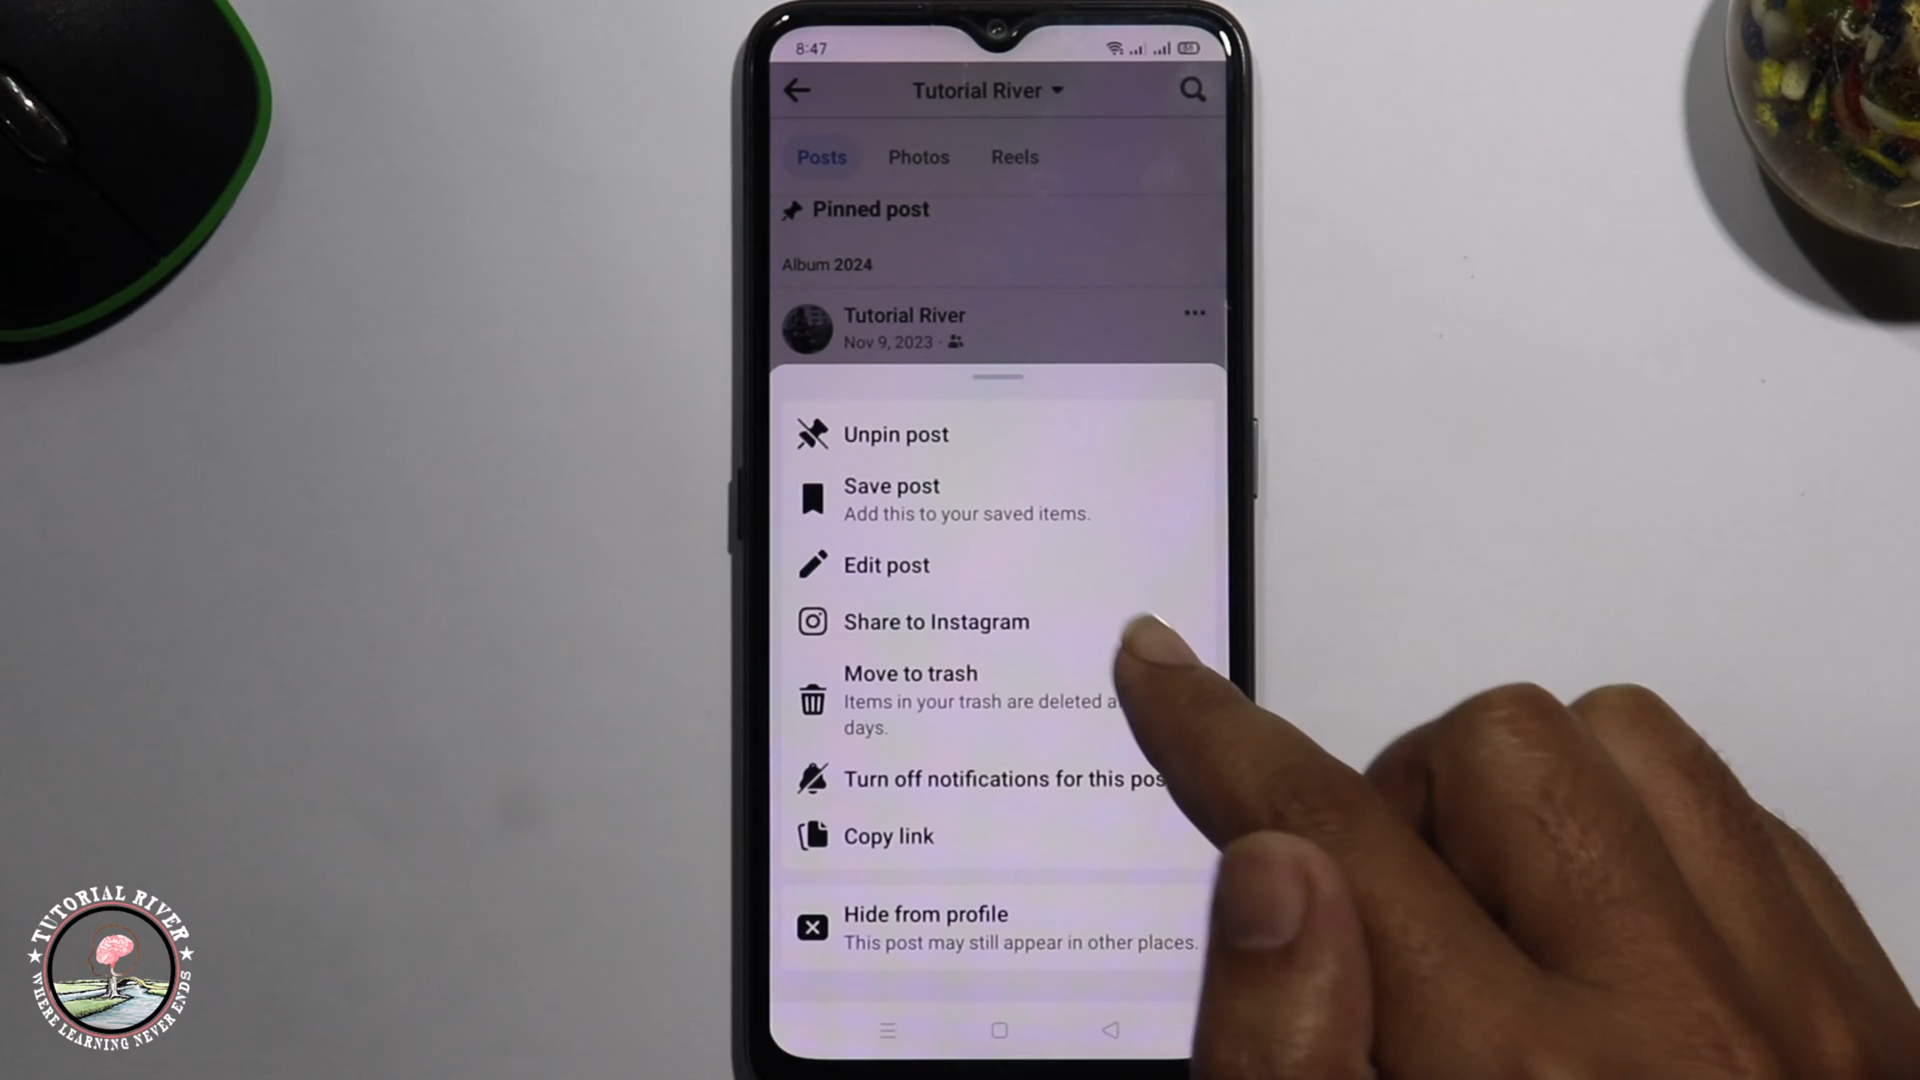 8:47
Tutorial River
Posts Photos Reels
Pinned post
Album 2024
Tutorial River
Nov 9, 2023 ·
Unpin post
Save post
Add this to your saved items.
Edit post
Share to Instagram
Move to trash
Items in your trash are deleted
days.
Turn off notifications for this pos
Copy link
Hide from profile
This post may still appear in other places.
TUTORIAL RIVER
WHERE LEARNING NEVER ENDS